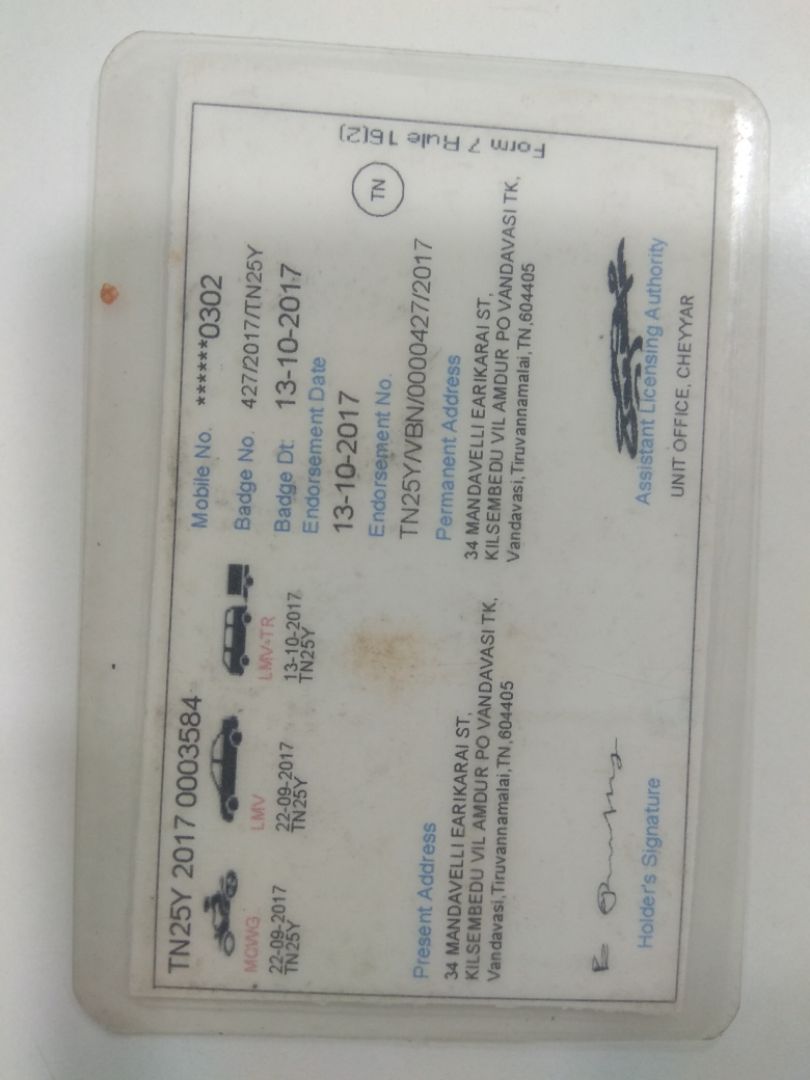 Form 7 Rule 16(2)
TN25Y 2017 0003584
MCWG
22-09-2017
TN25Y
LMV
22-09-2017
TN25Y
LMV-TR
13-10-2017
TN25Y
Mobile No. ******0302
Badge No. 427/2017/TN25Y
Badge Dt: 13-10-2017
Endorsement Date
13-10-2017
Endorsement No.
TN25Y/VBN/0000427/2017
TN
Present Address
34 MANDAVELLI EARIKARAI ST,
KILSEMBEDU VIL AMDUR PO VANDAVASI TK,
Vandavasi,Tiruvannamalai,TN,604405
Permanent Address
34 MANDAVELLI EARIKARAI ST,
KILSEMBEDU VIL AMDUR PO VANDAVASI TK,
Vandavasi,Tiruvannamalai,TN,604405
Holder's Signature
Assistant Licensing Authority
UNIT OFFICE, CHEYYAR